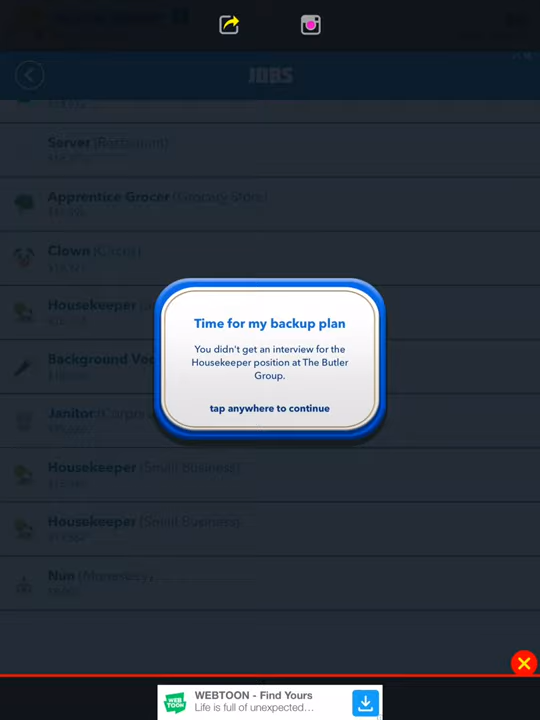 JOBS
Server (Restaurant)
Apprentice Grocer (Grocery Store)
Clown (Circus)
Housekeeper
Time for my backup plan
You didn't get an interview for the
Housekeeper position at The Butler
Group.
tap anywhere to continue
Background
Janitor
Housekeeper (Small Business)
Housekeeper (Small Business)
Nun (Monastery)
WEBTOON - Find Yours
Life is full of unexpected...
WEB
TOON